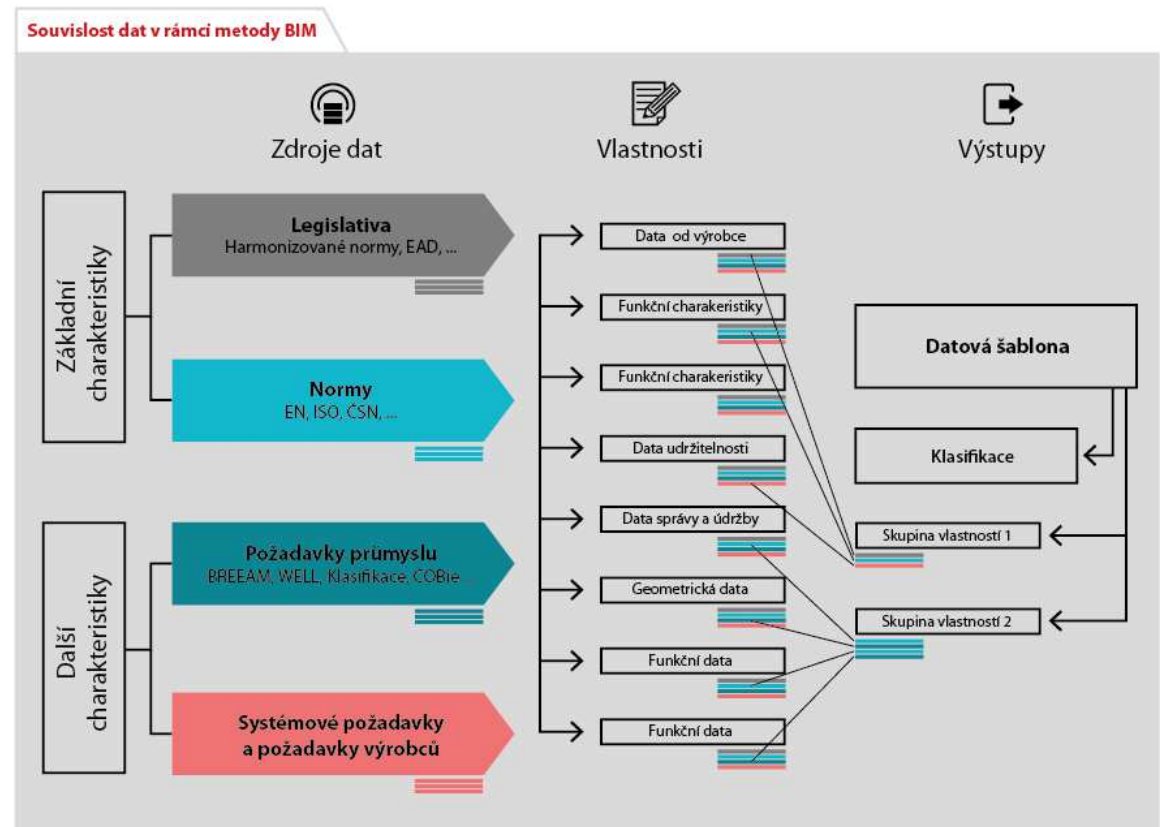 Souvislost dat v rámci metody BIM
Zdroje dat
Vlastnosti
Výstupy
Základní
charakteristiky
Legislativa
Harmonizované normy, EAD, ...
Normy
EN, ISO, ČSN, ...
Další
charakteristiky
Požadavky průmyslu
BREEAM, WELL, Klasifikace, COBie ...
Systémové požadavky
a požadavky výrobců
Data od výrobce
Funkční charakeristiky
Funkční charakeristiky
Data udržitelnosti
Data správy a údržby
Geometrická data
Funkční data
Funkční data
Datová šablona
Klasifikace
Skupina vlastností 1
Skupina vlastností 2